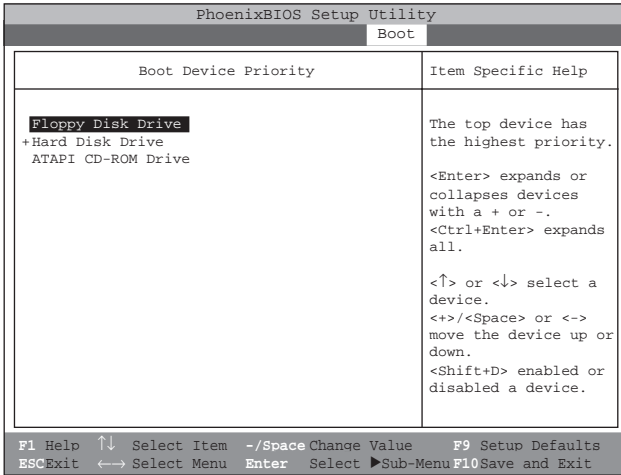 PhoenixBIOS Setup Utility
Boot
Boot Device Priority
Item Specific Help
Floppy Disk Drive
+Hard Disk Drive
ATAPI CD-ROM Drive
The top device has
the highest priority.
<Enter> expands or
collapses devices
with a + or -.
<Ctrl+Enter> expands
all.
<↑> or <↓> select a
device.
<+>/<Space> or <->
move the device up or
down.
<Shift+D> enabled or
disabled a device.
F1 Help ↑↓ Select Item -/Space Change Value F9 Setup Defaults
ESC Exit ←→ Select Menu Enter Select ▶Sub-Menu F10 Save and Exit